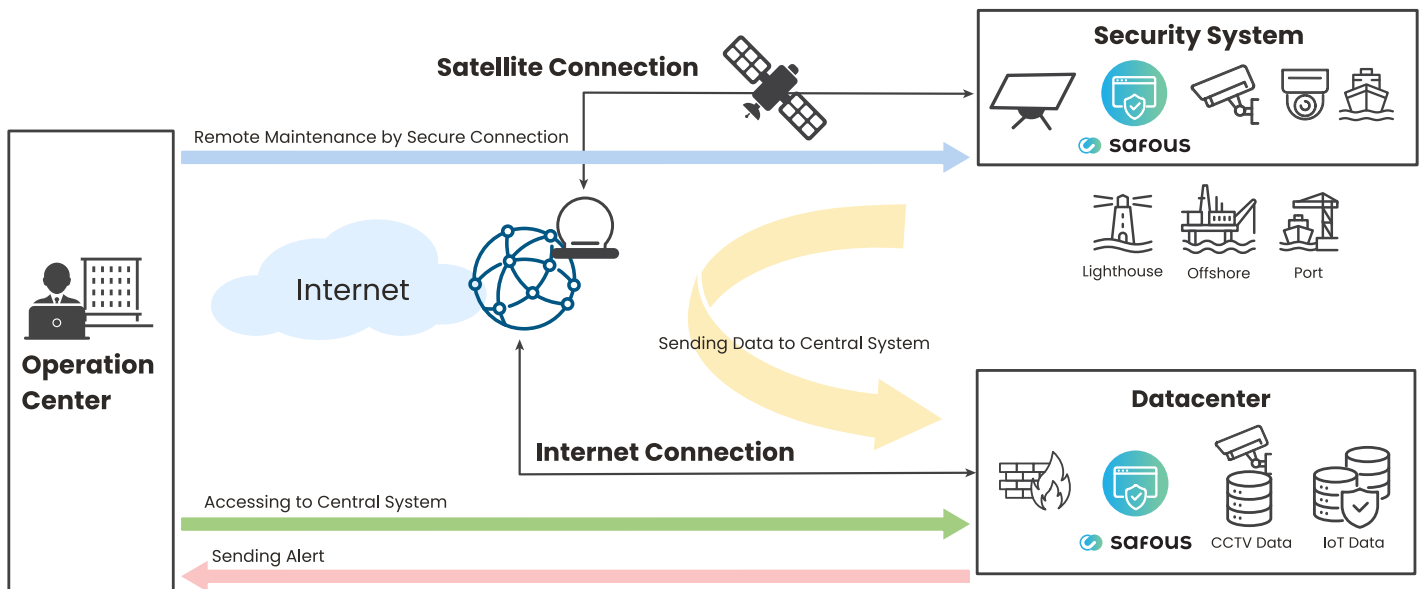 Security System
Satellite Connection
Remote Maintenance by Secure Connection
safous
Lighthouse
Offshore
Port
Internet
Sending Data to Central System
Operation
Center
Datacenter
Internet Connection
Accessing to Central System
safous
CCTV Data
IoT Data
Sending Alert